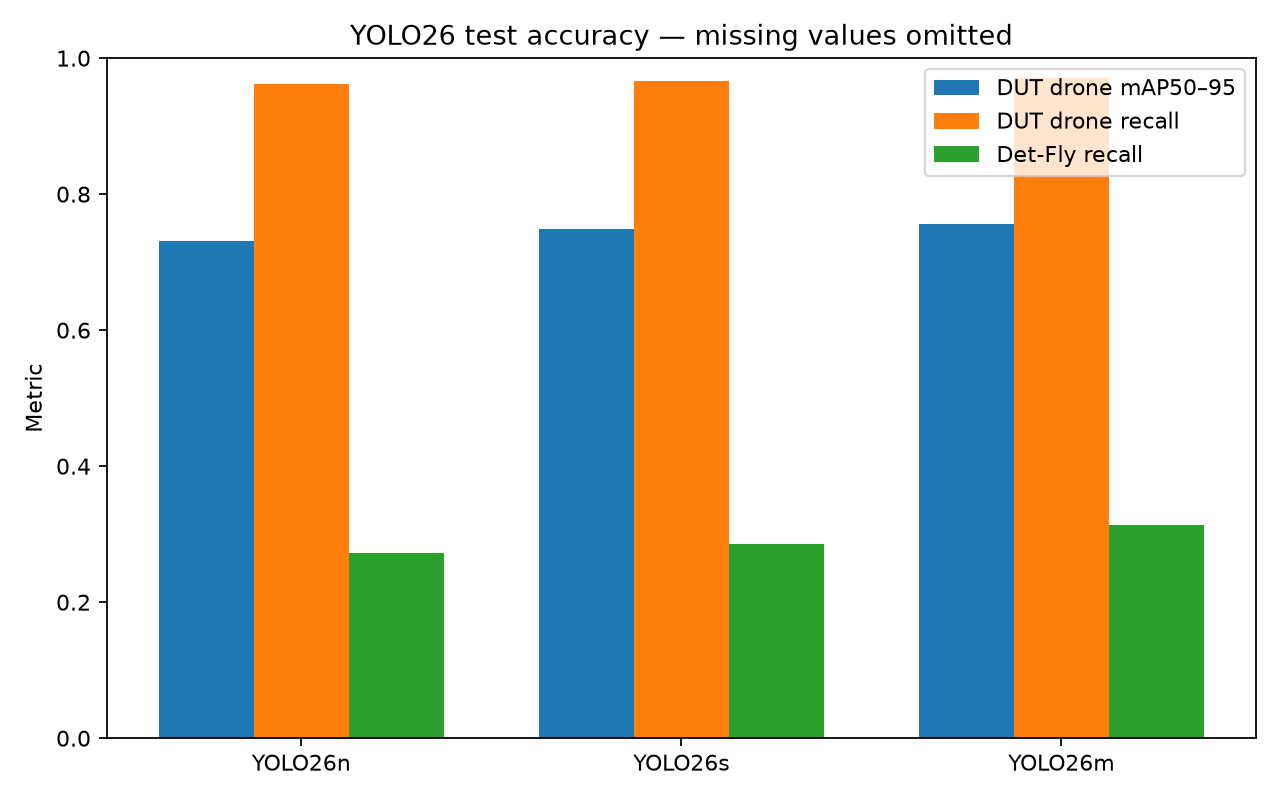 YOLO26 test accuracy — missing values omitted
DUT drone mAP50–95
DUT drone recall
Det-Fly recall
Metric
1.0
0.8
0.6
0.4
0.2
0.0
YOLO26n
YOLO26s
YOLO26m